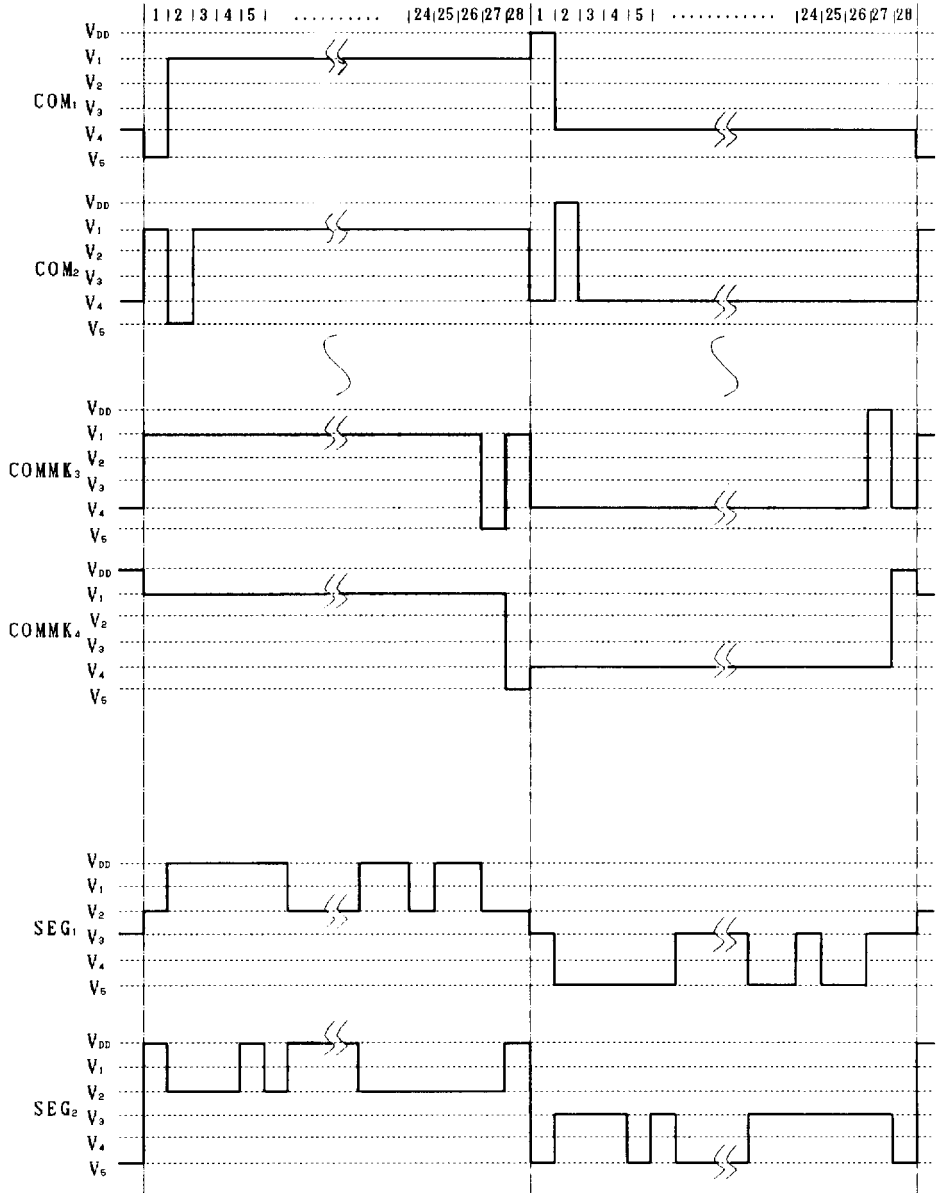 | 1 | 2 | 3 | 4 | 5 | ........... | 24 | 25 | 26 | 27 | 28 | 1 | 2 | 3 | 4 | 5 | ............ | 24 | 25 | 26 | 27 | 28 |
VDD
V1
V2
COM1
V3
V4
V5
VDD
V1
V2
COM2
V3
V4
V5
VDD
V1
V2
COMMK3
V3
V4
V5
VDD
V1
V2
COMMK4
V3
V4
V5
VDD
V1
V2
SEG1
V3
V4
V5
VDD
V1
V2
SEG2
V3
V4
V5